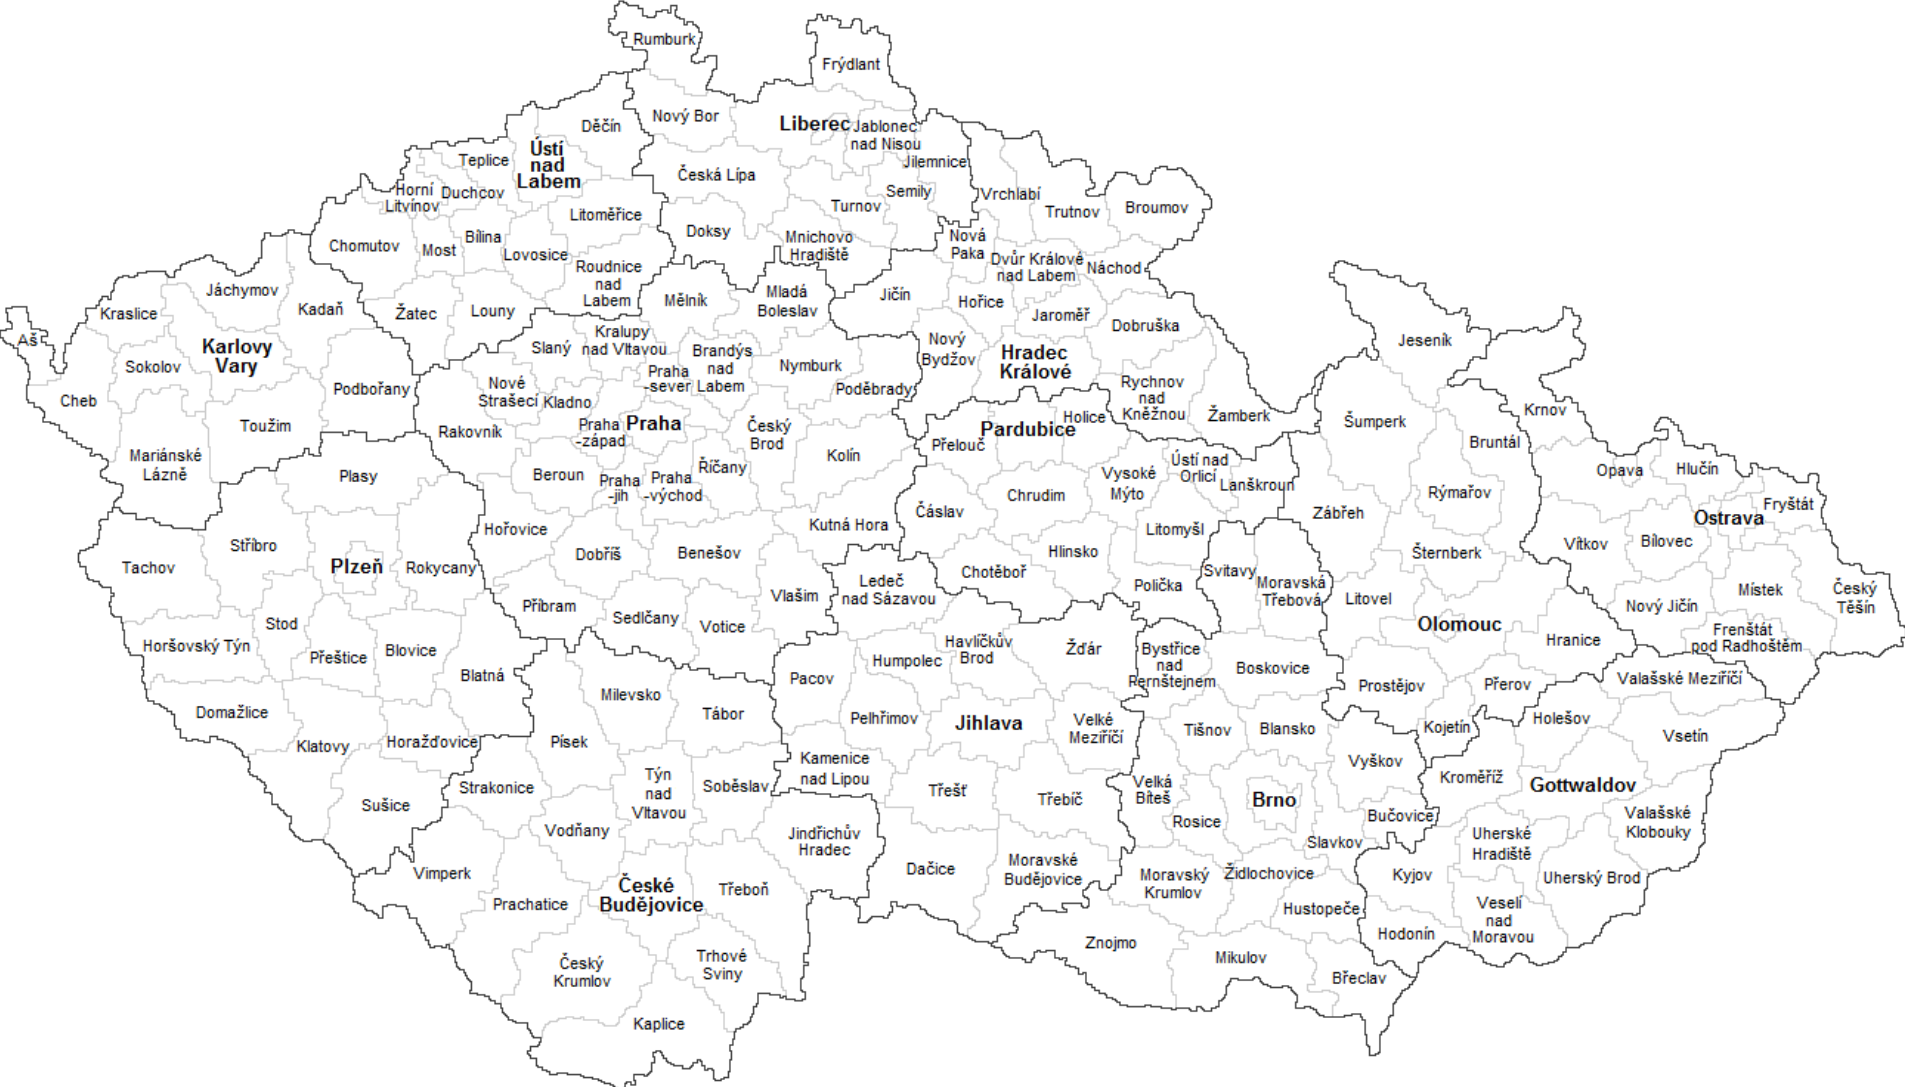 Rumburk
Frýdlant
Nový Bor
Děčín
Liberec
Jablonec
nad Nisou
Ústí
nad
Labem
Teplice
Jilemnice
Česká Lípa
Horní
Litvínov
Duchcov
Semily
Vrchlabí
Turnov
Trutnov
Broumov
Litoměřice
Chomutov
Most
Bílina
Lovosice
Doksy
Mnichovo
Hradiště
Nová
Paka
Dvůr Králové
nad Labem
Náchod
Roudnice
nad
Labem
Jáchymov
Kadaň
Kraslice
Žatec
Louny
Mělník
Mladá
Boleslav
Jičín
Hořice
Jaroměř
Dobruška
Aš
Karlovy
Vary
Sokolov
Slaný
Kralupy
nad Vltavou
Brandýs
nad
Labem
Nymburk
Nový
Bydžov
Hradec
Králové
Jeseník
Cheb
Podbořany
Nové
Strašecí
Kladno
Praha
-sever
Poděbrady
Rychnov
nad
Kněžnou
Žamberk
Šumperk
Krnov
Toužim
Rakovník
Praha
-západ
Praha
Český
Brod
Přelouč
Pardubice
Holice
Bruntál
Mariánské
Lázně
Plasy
Beroun
Praha
-jih
Praha
-východ
Říčany
Kolín
Chrudim
Vysoké
Mýto
Ústí nad
Orlicí
Lanškroun
Rýmařov
Opava
Hlučín
Zábřeh
Ostrava
Fryštát
Stříbro
Hořovice
Kutná Hora
Čáslav
Litomyšl
Tachov
Plzeň
Rokycany
Dobříš
Benešov
Hlinsko
Chotěboř
Šternberk
Vítkov
Bílovec
Svitavy
Moravská
Třebová
Polička
Ledeč
nad Sázavou
Vlašim
Příbram
Sedlčany
Votice
Litovel
Olomouc
Nový Jičín
Místek
Český
Těšín
Stod
Horšovský Týn
Přeštice
Blovice
Blatná
Havlíčkův
Brod
Humpolec
Žďár
Bystřice
nad
Pernštejnem
Boskovice
Hranice
Frenštát
pod Radhoštěm
Milevsko
Pacov
Prostějov
Přerov
Valašské Meziříčí
Domažlice
Klatovy
Horažďovice
Písek
Tábor
Pelhřimov
Jihlava
Velké
Meziříčí
Tišnov
Blansko
Kojetín
Holešov
Vsetín
Sušice
Strakonice
Týn
nad
Vltavou
Soběslav
Kamenice
nad Lipou
Třešť
Třebíč
Velká
Bíteš
Brno
Vyškov
Kroměříž
Gottwaldov
Vodňany
Jindřichův
Hradec
Rosice
Bučovice
Slavkov
Uherské
Hradiště
Valašské
Klobouky
Vimperk
Prachatice
České
Budějovice
Třeboň
Dačice
Moravské
Budějovice
Moravský
Krumlov
Židlochovice
Kyjov
Uherský Brod
Hustopeče
Veselí
nad
Moravou
Český
Krumlov
Trhové
Sviny
Znojmo
Mikulov
Hodonín
Břeclav
Kaplice